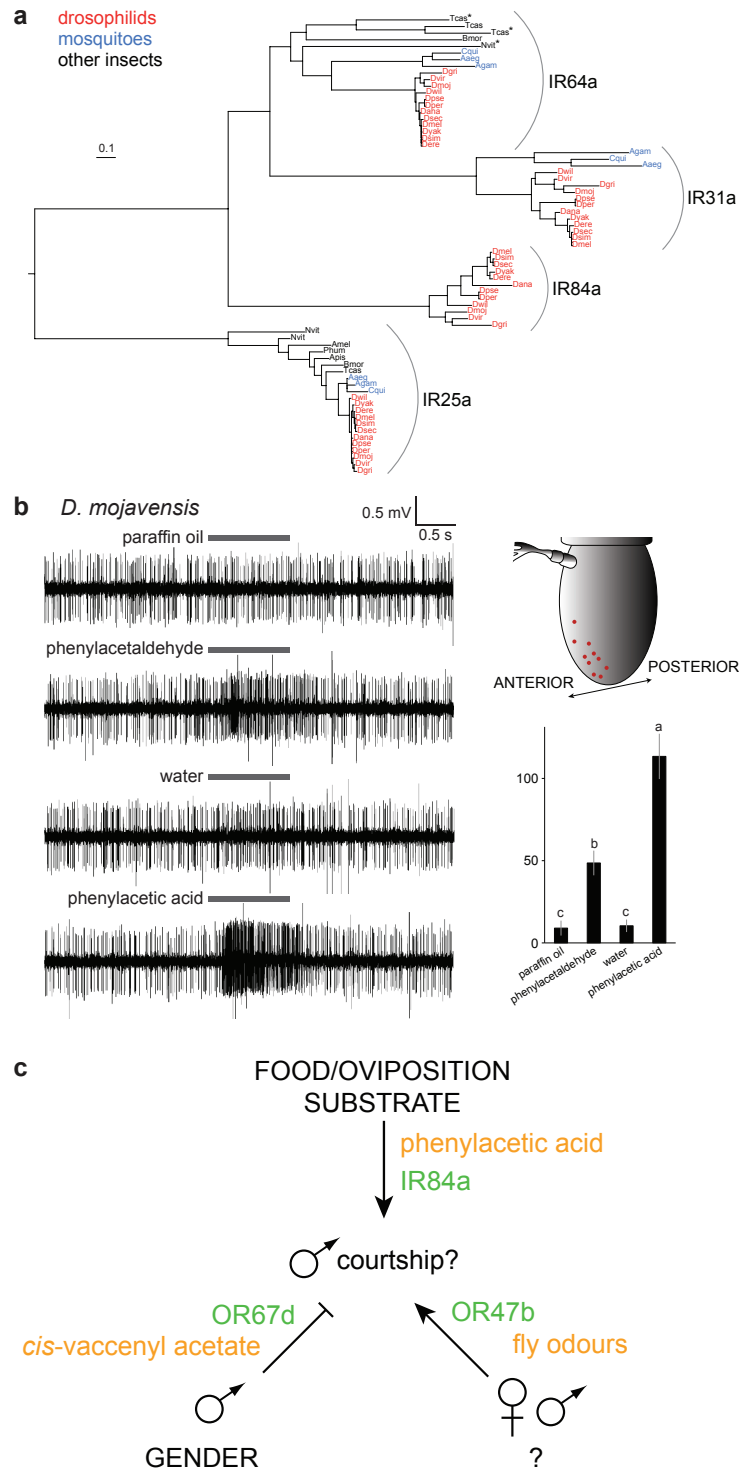 a
drosophilids
mosquitoes
other insects
0.1
Tcas*
Tcas
Tcas*
Bmor
Nvit*
Cqui
Aaeg
Agam
Dgri
Dvir
Dmoj
Dwil
Dpse
Dper
Dana
Dsec
Dmel
Dyak
Dsim
Dere
IR64a
Agam
Cqui
Aaeg
Dwil
Dvir
Dgri
Dmoj
Dpse
Dper
Dana
Dyak
Dere
Dsec
Dsim
Dmel
IR31a
Dmel
Dsim
Dsec
Dyak
Dere
Dana
Dpse
Dper
Dwil
Dmoj
Dvir
Dgri
IR84a
Nvit
Nvit
Amel
Phum
Apis
Bmor
Tcas
Aaeg
Agam
Cqui
Dwil
Dyak
Dere
Dmel
Dsim
Dsec
Dana
Dpse
Dper
Dmoj
Dvir
Dgri
IR25a
b
D. mojavensis
0.5 mV
0.5 s
paraffin oil
phenylacetaldehyde
water
phenylacetic acid
ANTERIOR
POSTERIOR
100
50
0
c
b
c
a
paraffin oil
phenylacetaldehyde
water
phenylacetic acid
c
FOOD/OVIPOSITION
SUBSTRATE
phenylacetic acid
IR84a
courtship?
OR67d
OR47b
cis-vaccenyl acetate
fly odours
GENDER
?